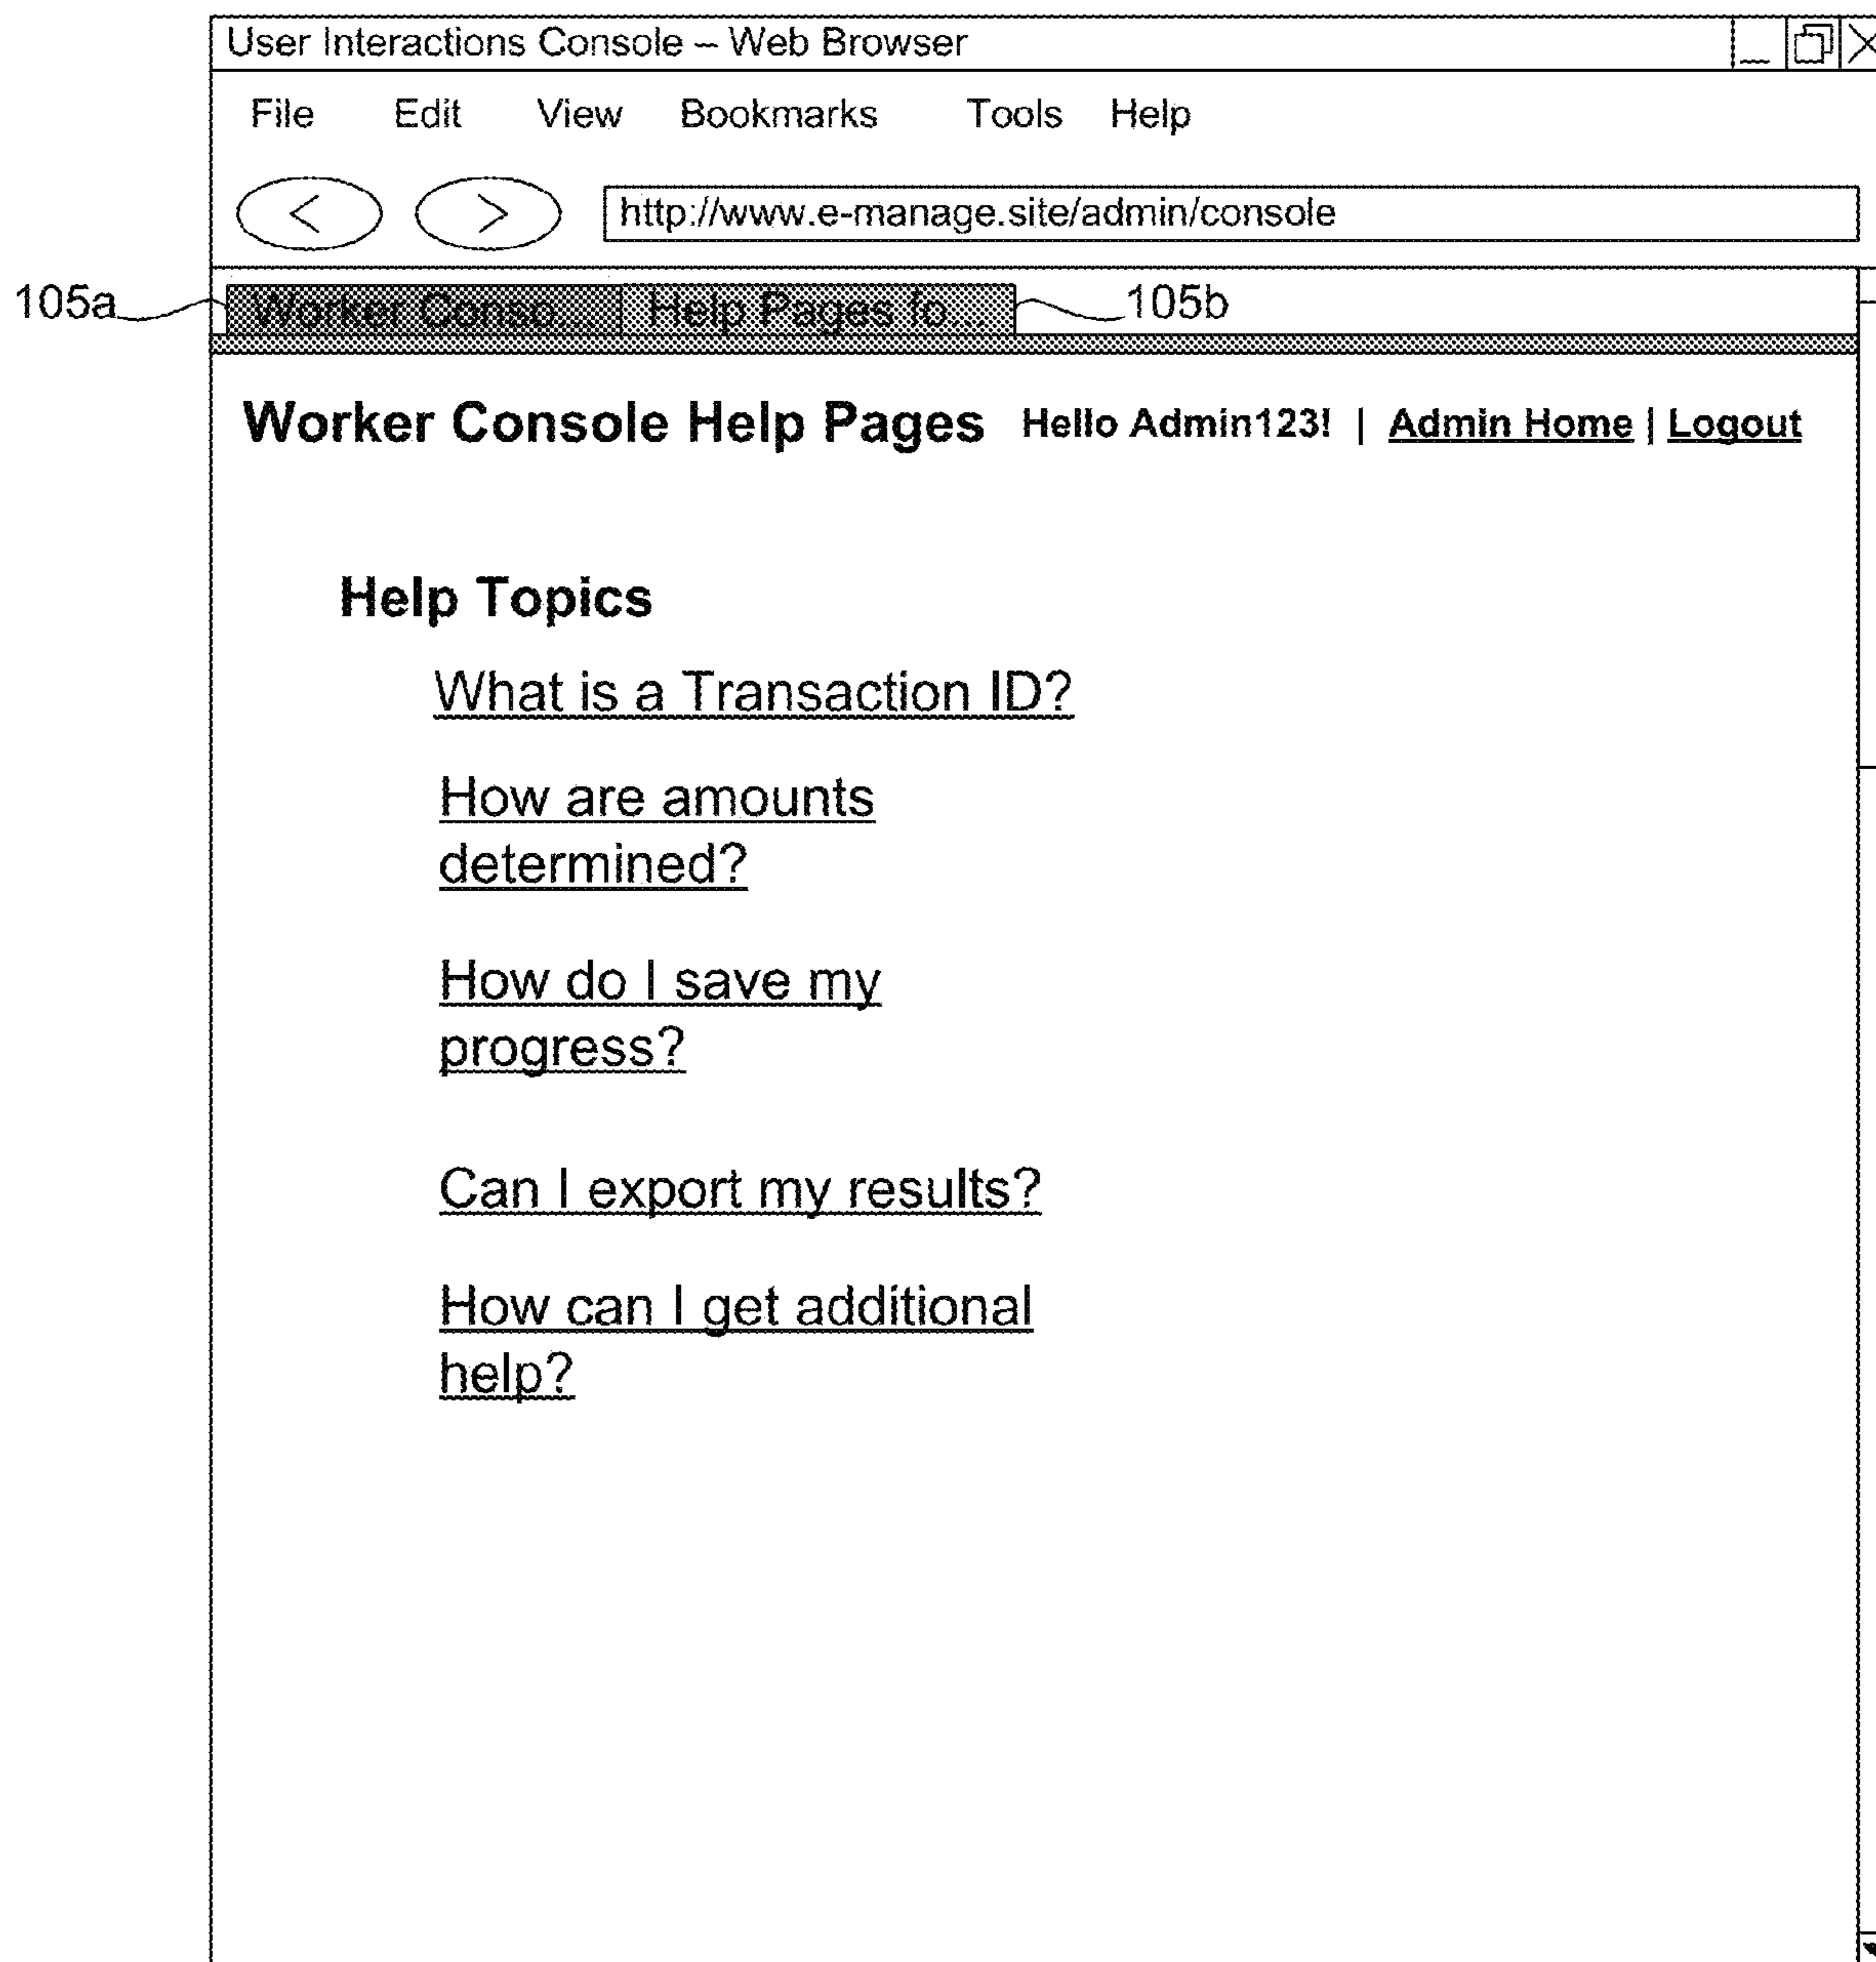 User Interactions Console – Web Browser
File Edit View Bookmarks Tools Help
< > http://www.e-manage.site/admin/console
105a Worker Conso... Help Pages fo... 105b
Worker Console Help Pages Hello Admin123! | Admin Home | Logout
Help Topics
What is a Transaction ID?
How are amounts
determined?
How do I save my
progress?
Can I export my results?
How can I get additional
help?